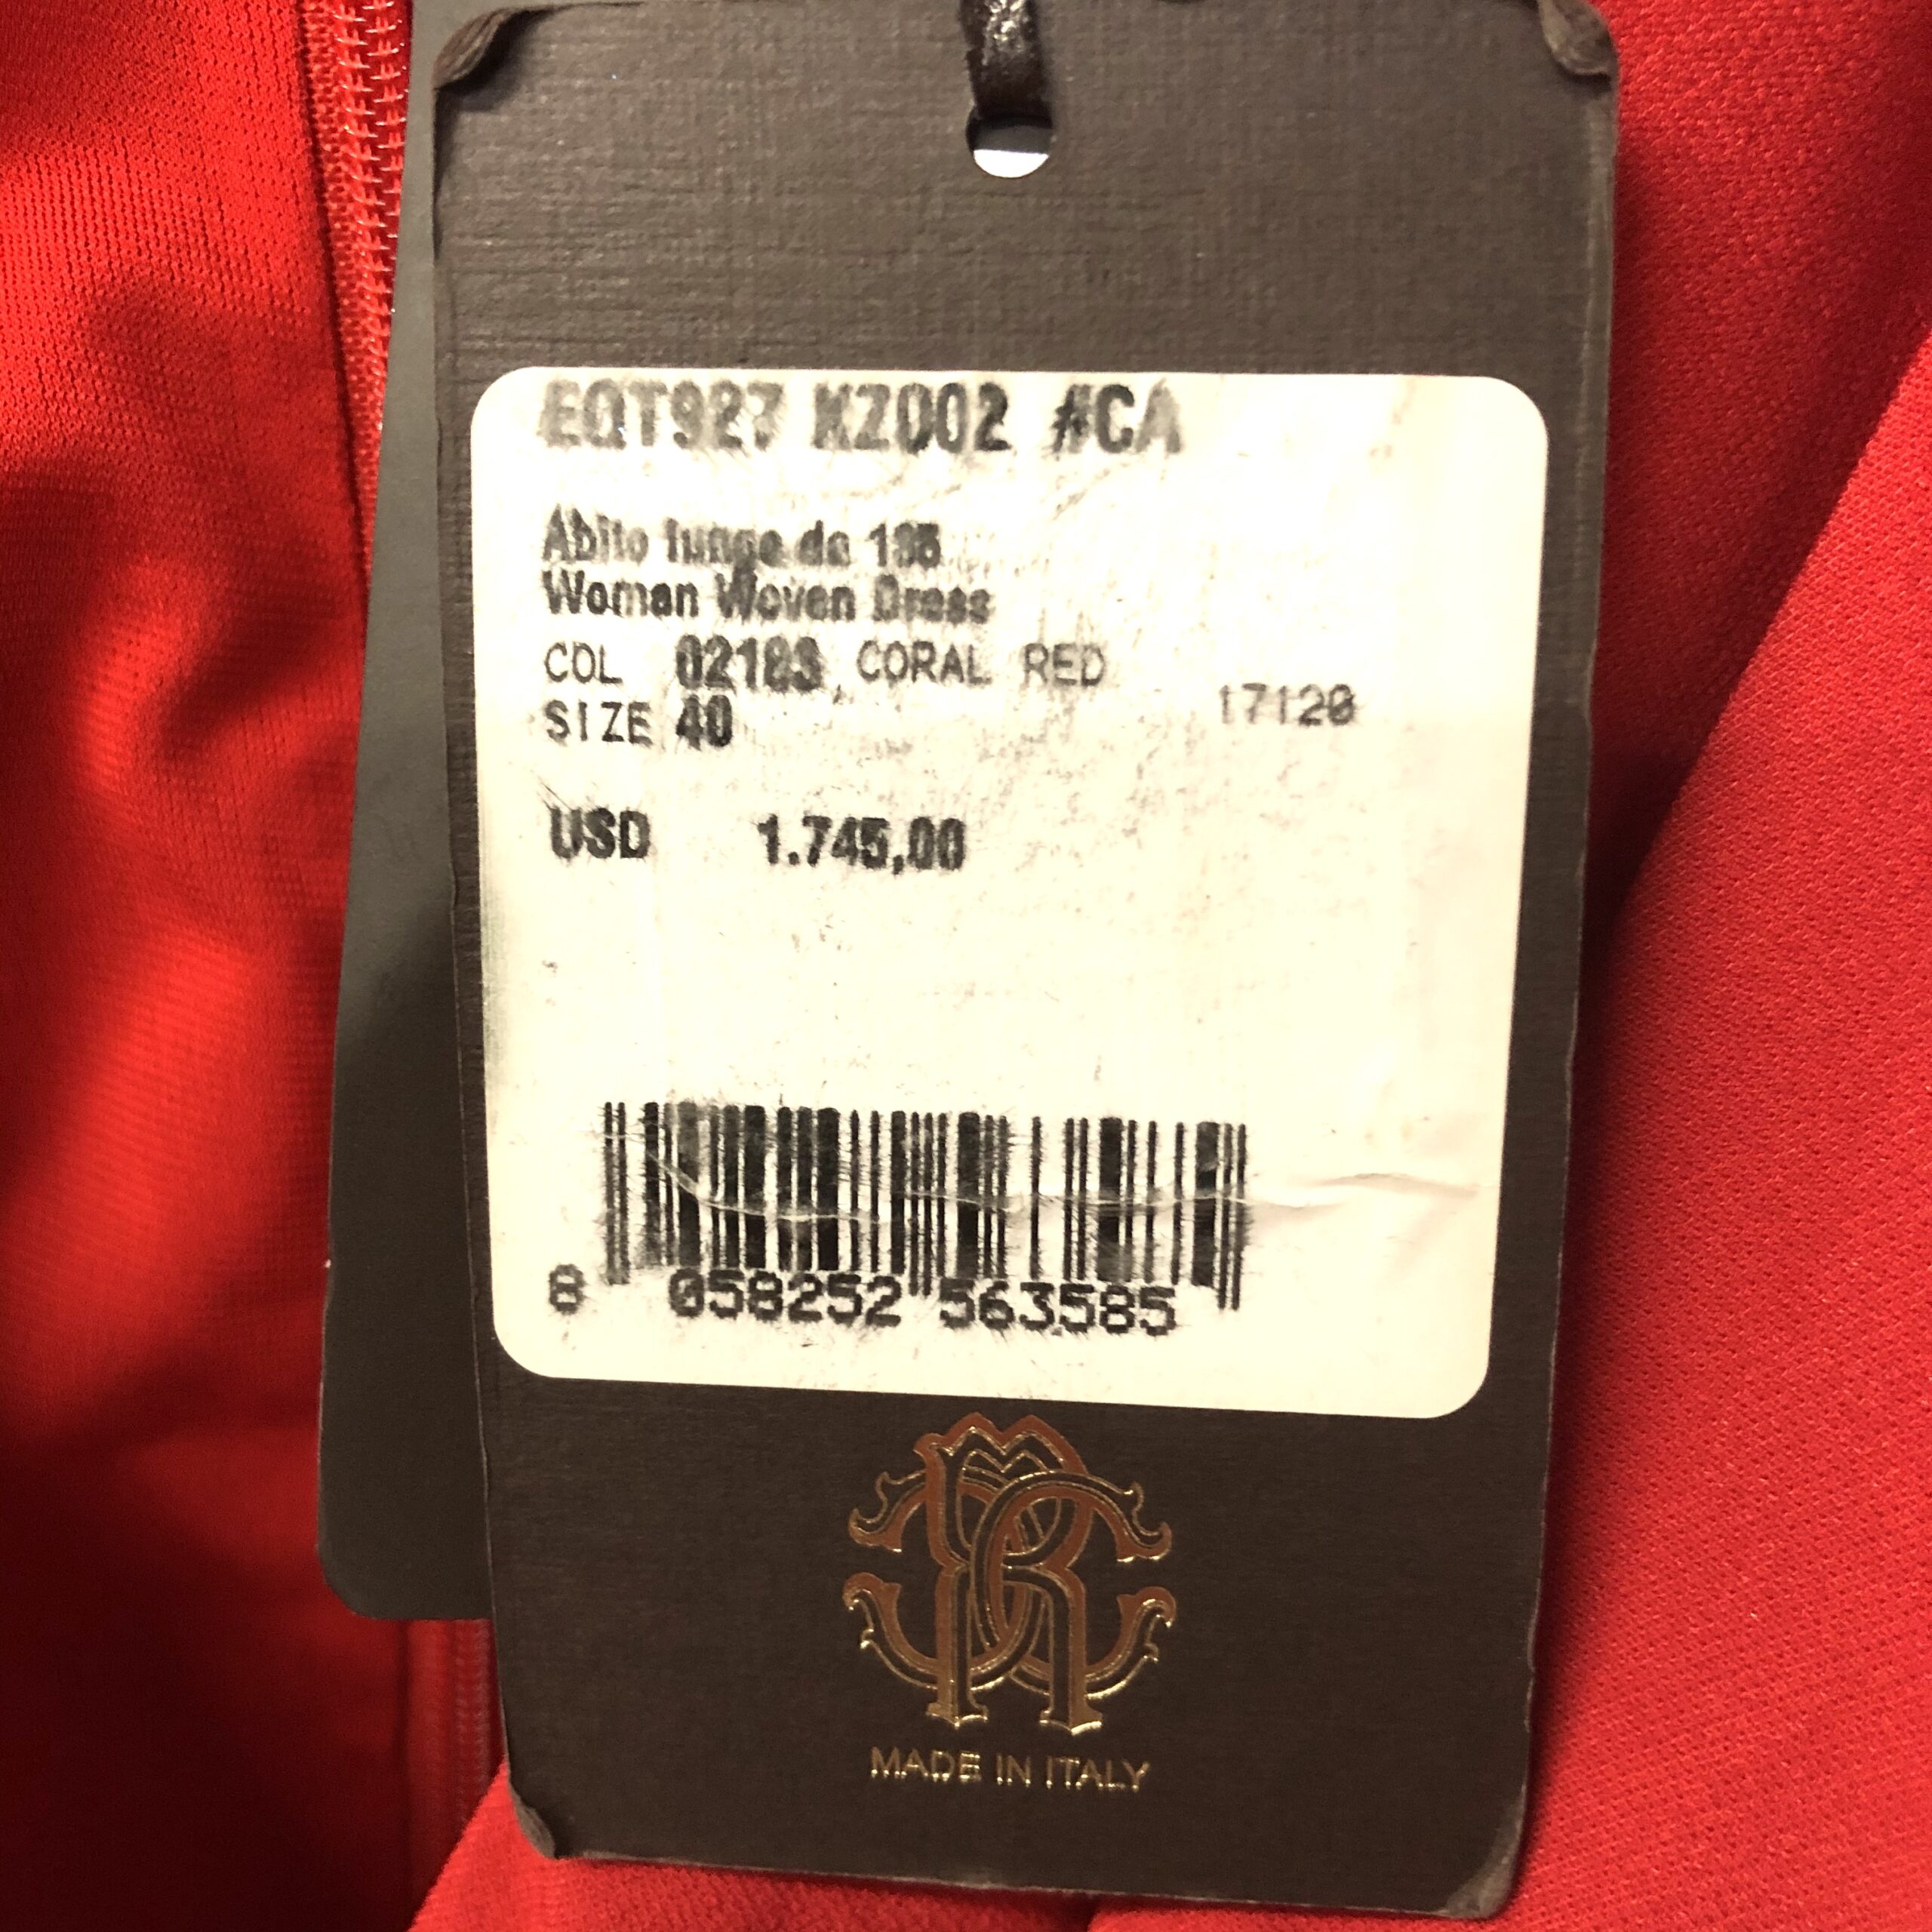 EQT927 KZ002 #CA
Abito lungo da 135
Woman Woven Dress
COL 02183 CORAL RED
SIZE 40 17120
USD 1.745,00
8 058252 563585
MADE IN ITALY